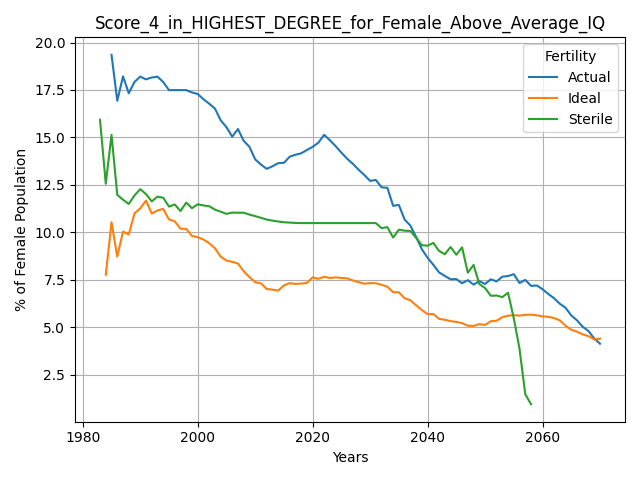 Score_4_in_HIGHEST_DEGREE_for_Female_Above_Average_IQ
20.0
17.5
15.0
12.5
10.0
7.5
5.0
2.5
% of Female Population
Fertility
Actual
Ideal
Sterile
1980
2000
2020
2040
2060
Years